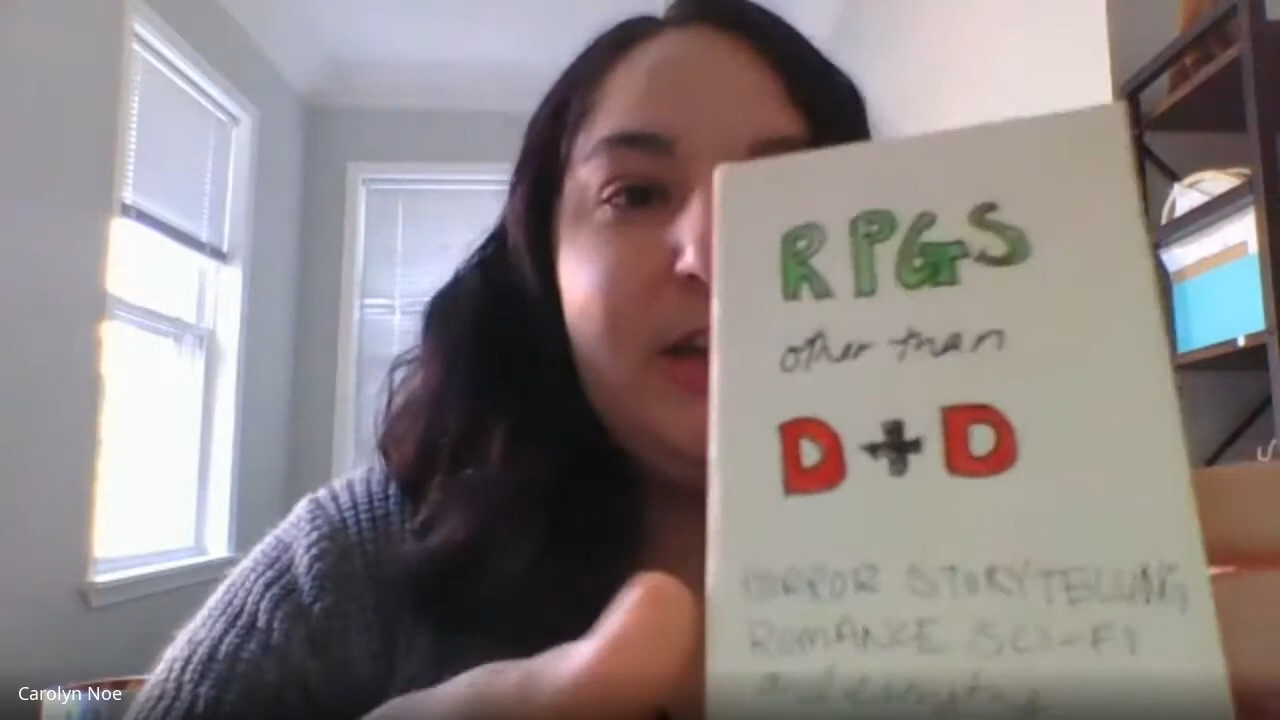 RPGS
other than
D+D
HORROR STORYTELLING,
ROMANCE SCI-FI
Carolyn Noe